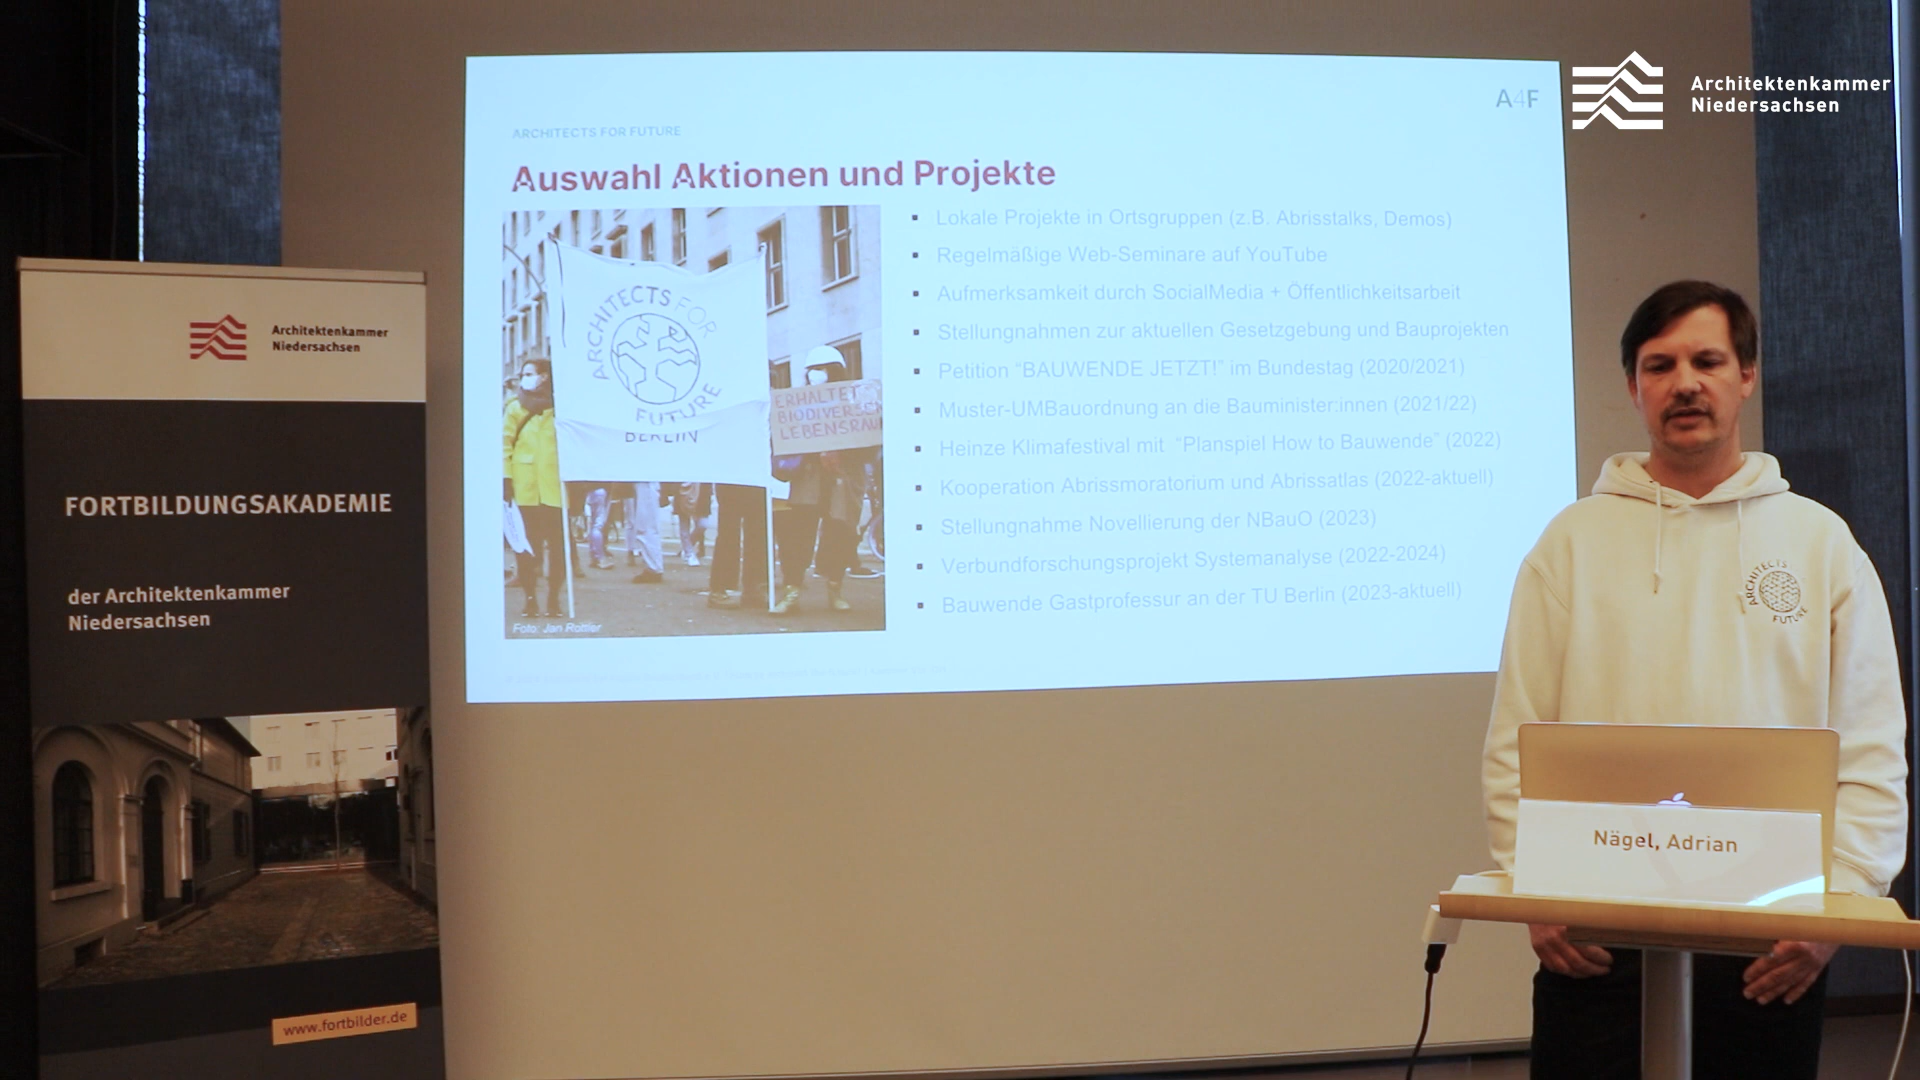 Architektenkammer
Niedersachsen
A4F
ARCHITECTS FOR FUTURE
Auswahl Aktionen und Projekte
▪ Lokale Projekte in Ortsgruppen (z.B. Abrisstalks, Demos)
▪ Regelmäßige Web-Seminare auf YouTube
▪ Aufmerksamkeit durch SocialMedia + Öffentlichkeitsarbeit
▪ Stellungnahmen zur aktuellen Gesetzgebung und Bauprojekten
▪ Petition “BAUWENDE JETZT!” im Bundestag (2020/2021)
▪ Muster-UMBauordnung an die Bauminister:innen (2021/22)
▪ Heinze Klimafestival mit “Planspiel How to Bauwende” (2022)
▪ Kooperation Abrissmoratorium und Abrissatlas (2022-aktuell)
▪ Stellungnahme Novellierung der NBauO (2023)
▪ Verbundforschungsprojekt Systemanalyse (2022-2024)
▪ Bauwende Gastprofessur an der TU Berlin (2023-aktuell)
ARCHITECTS FOR
FUTURE
BERLIN
ERHALTET
BIODIVERSEN
LEBENSRAU
Foto: Jan Rottler
Architektenkammer
Niedersachsen
FORTBILDUNGSAKADEMIE
der Architektenkammer
Niedersachsen
www.fortbilder.de
ARCHITECTS
FUTURE
Nägel, Adrian